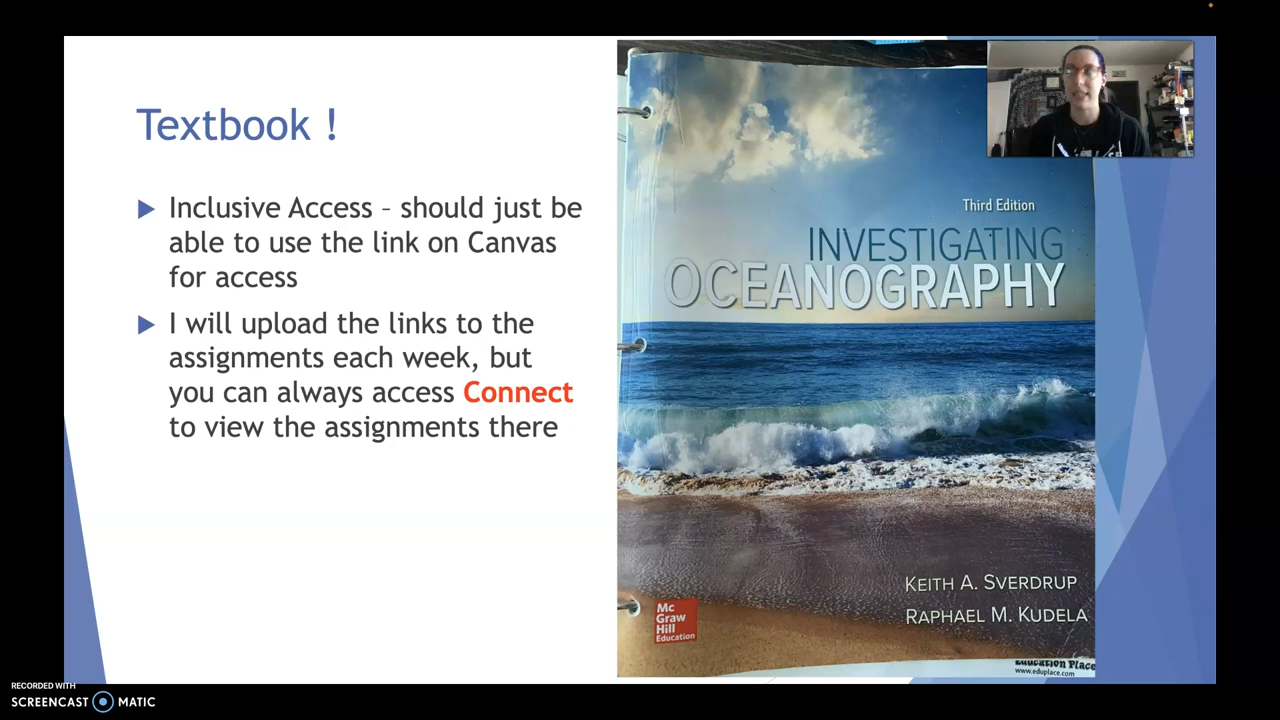 Textbook !
Inclusive Access – should just be
able to use the link on Canvas
for access
I will upload the links to the
assignments each week, but
you can always access Connect
to view the assignments there
Third Edition
INVESTIGATING
OCEANOGRAPHY
KEITH A. SVERDRUP
RAPHAEL M. KUDELA
Mc
Graw
Hill
Education
Education Place
www.eduplace.com
RECORDED WITH
SCREENCAST MATIC